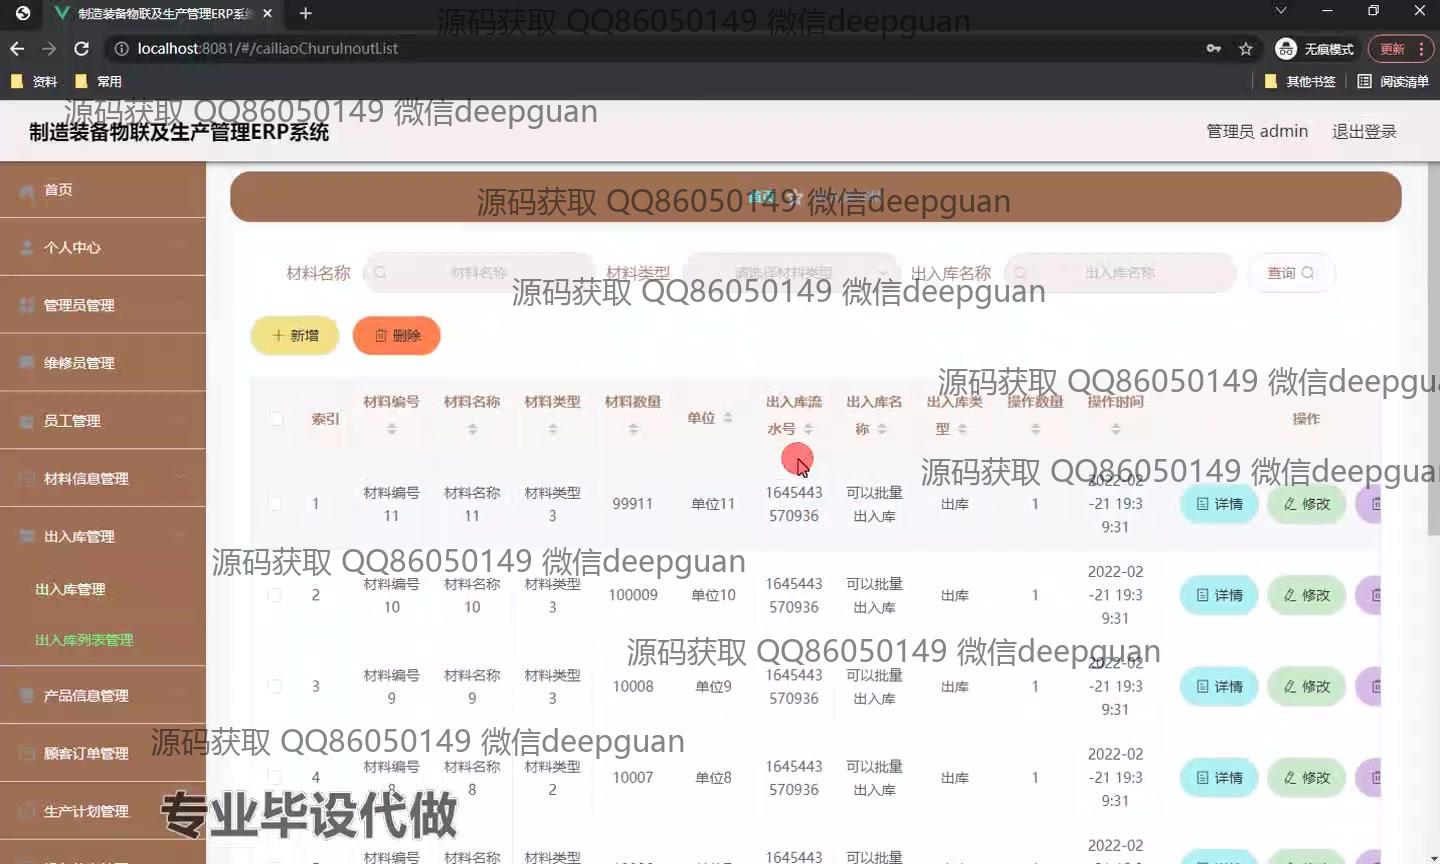 制造装备物联及生产管理ERP系统
localhost:8081/#/cailiaoChuruInoutList
无痕模式
更新
资料
常用
其他书签
阅读清单
源码获取 QQ86050149 微信deepguan
源码获取 QQ86050149 微信deepguan
制造装备物联及生产管理ERP系统
管理员 admin
退出登录
首页
个人中心
管理员管理
维修员管理
员工管理
材料信息管理
出入库管理
出入库管理
出入库列表管理
产品信息管理
顾客订单管理
生产计划管理
首页
源码获取 QQ86050149 微信deepguan
材料名称 材料名称 材料类型 请选择材料类型 出入库名称 出入库名称 查询
源码获取 QQ86050149 微信deepguan
新增 删除
源码获取 QQ86050149 微信deepgu
索引 材料编号 材料名称 材料类型 材料数量 单位 出入库流水号 出入库名称 出入库类型 操作数量 操作时间 操作
源码获取 QQ86050149 微信deepguan
1 材料编号11 材料名称11 材料类型3 99911 单位11 1645443570936 可以批量出入库 出库 1 2022-02-21 19:39:31 详情 修改
源码获取 QQ86050149 微信deepguan
2 材料编号10 材料名称10 材料类型3 100009 单位10 1645443570936 可以批量出入库 出库 1 2022-02-21 19:39:31 详情 修改
源码获取 QQ86050149 微信deepguan
3 材料编号9 材料名称9 材料类型3 10008 单位9 1645443570936 可以批量出入库 出库 1 2022-02-21 19:39:31 详情 修改
源码获取 QQ86050149 微信deepguan
4 材料编号8 材料名称8 材料类型2 10007 单位8 1645443570936 可以批量出入库 出库 1 2022-02-21 19:39:31 详情 修改
专业毕设代做
材料编号 材料名称 材料类型 1645443 可以批量 2022-02